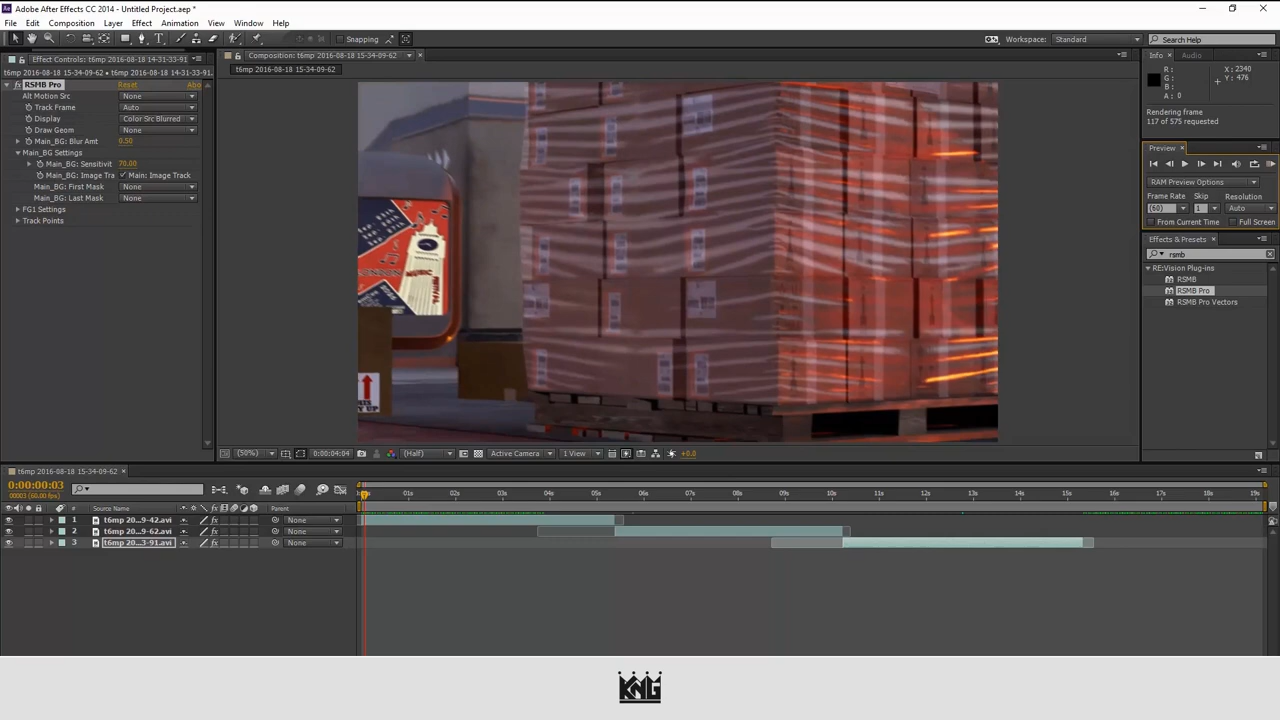 Adobe After Effects CC 2014 - Untitled Project.aep *
File Edit Composition Layer Effect Animation View Window Help
Snapping
Workspace: Standard
Search Help
Effect Controls: t6mp 2016-08-18 14-31-33-91.
t6mp 2016-08-18 15-34-09-62 • t6mp 2016-08-18 14-31-33-91.
fx RSMB Pro Reset Abo
Alt Motion Src None
Track Frame Auto
Display Color Src Blurred
Draw Geom None
Main_BG: Blur Amt 0.50
Main_BG Settings
Main_BG: Sensitivit 70.00
Main_BG: Image Tra Main: Image Track
Main_BG: First Mask None
Main_BG: Last Mask None
FG1 Settings
Track Points
Composition: t6mp 2016-08-18 15-34-09-62
t6mp 2016-08-18 15-34-09-62
MUSIC
FESTIVAL
(50%) 0:00:04:04 (Half) Active Camera 1 View +0.0
Info Audio
R: X: 2340
G: Y: 476
B:
A: 0
Rendering frame
117 of 575 requested
Preview
RAM Preview Options
Frame Rate Skip Resolution
(60) 1 Auto
From Current Time Full Screen
Effects & Presets
rsmb
RE:Vision Plug-ins
RSMB
RSMB Pro
RSMB Pro Vectors
t6mp 2016-08-18 15-34-09-62
0:00:00:03
00003 (60.00 fps)
# Source Name Parent
1 t6mp 20...9-42.avi fx None
2 t6mp 20...9-62.avi fx None
3 t6mp 20...3-91.avi fx None
01s 02s 03s 04s 05s 06s 07s 08s 09s 10s 11s 12s 13s 14s 15s 16s 17s 18s 19s
KNG